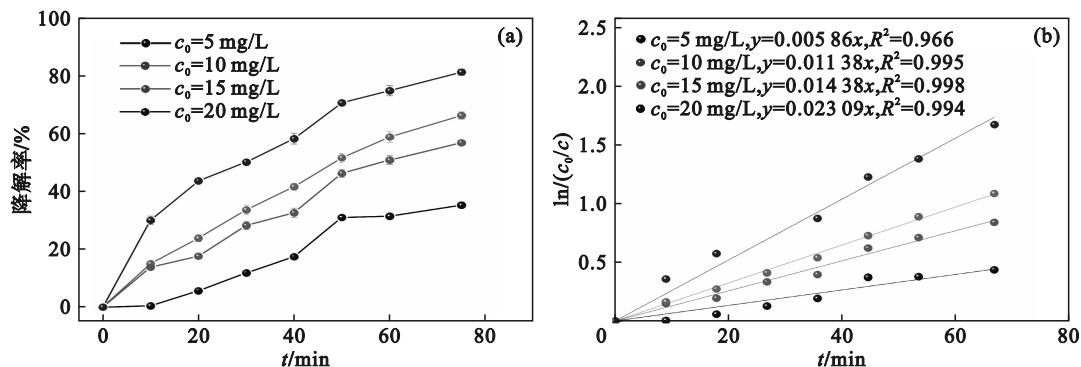 (a)
c₀=5 mg/L
c₀=10 mg/L
c₀=15 mg/L
c₀=20 mg/L
降解率/%
100
80
60
40
20
0
0 20 40 60 80
t/min
(b)
c₀=5 mg/L,y=0.005 86x,R²=0.966
c₀=10 mg/L,y=0.011 38x,R²=0.995
c₀=15 mg/L,y=0.014 38x,R²=0.998
c₀=20 mg/L,y=0.023 09x,R²=0.994
ln/(c₀/c)
2.5
2.0
1.5
1.0
0.5
0
20 40 60 80
t/min